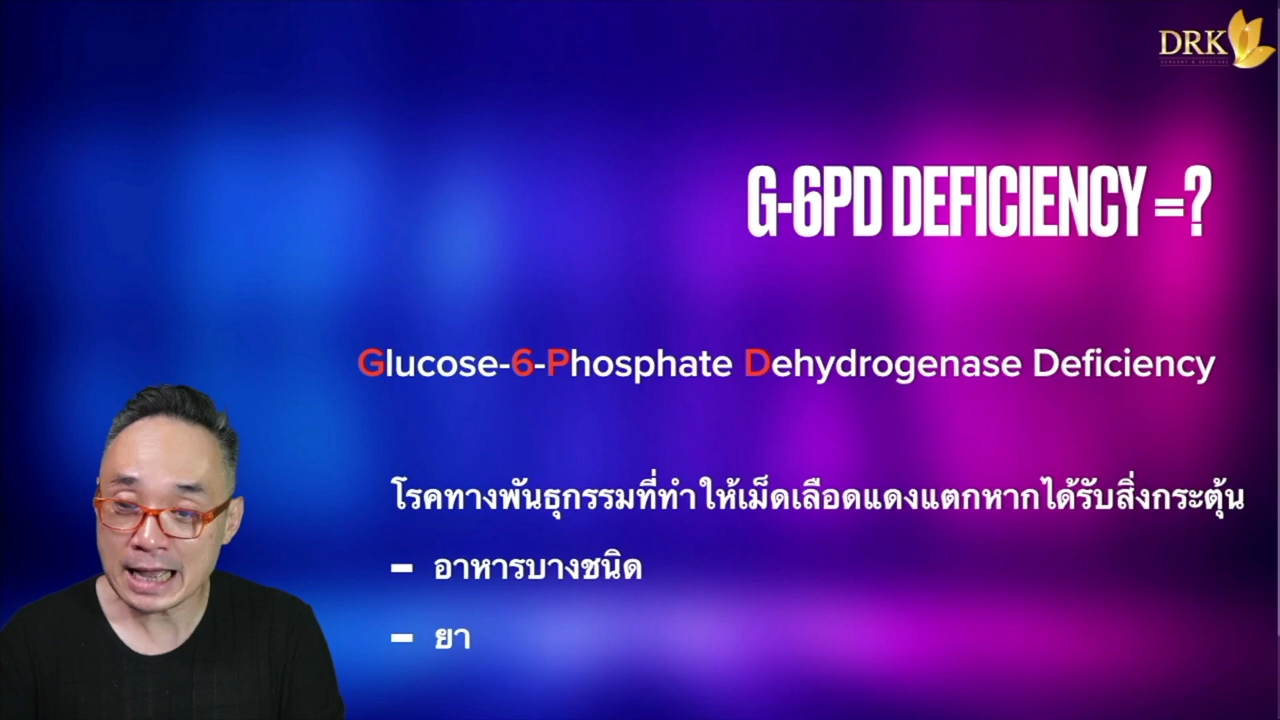 DRK
G-6PD DEFICIENCY =?
Glucose-6-Phosphate Dehydrogenase Deficiency
โรคทางพันธุกรรมที่ทำให้เม็ดเลือดแดงแตกหากได้รับสิ่งกระตุ้น
- อาหารบางชนิด
- ยา